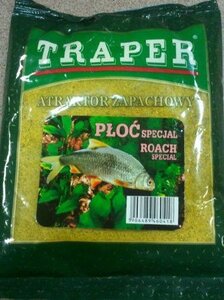 TRAPER
ATRAKTOR ZAPACHOWY
PŁOĆ SPECJAL
ROACH
SPECIAL